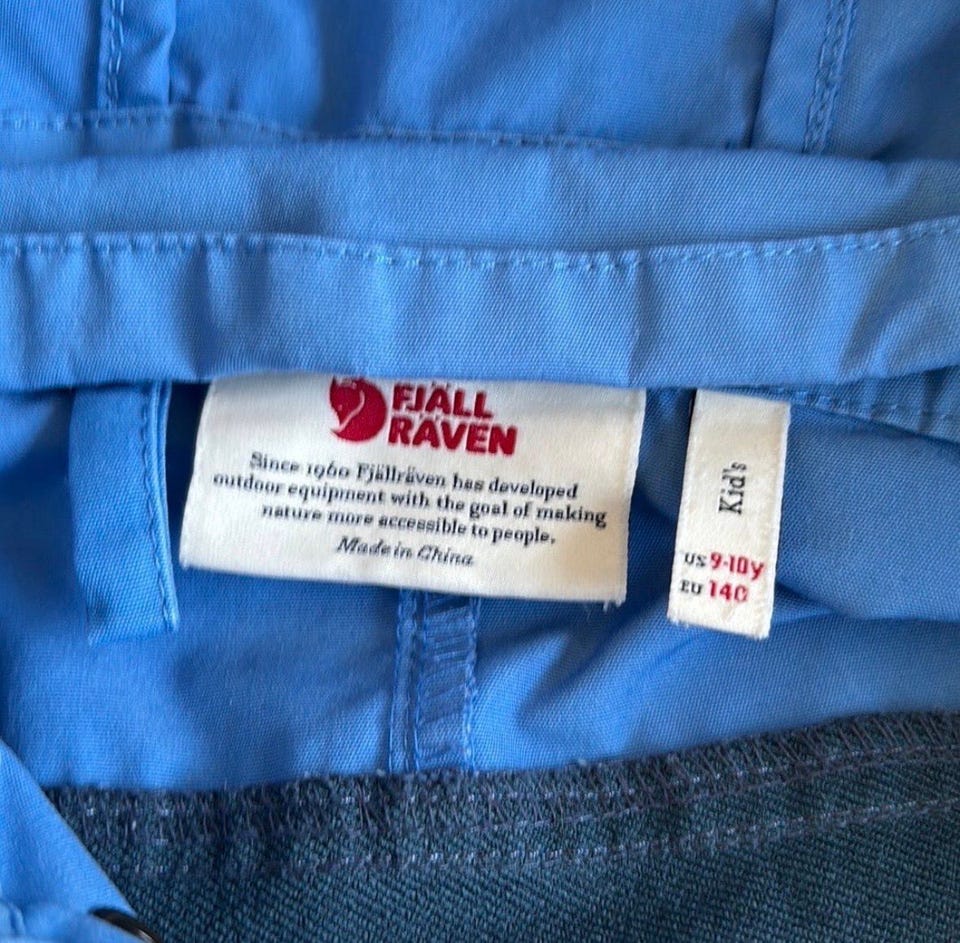 FJÄLL
RÄVEN
Since 1960 Fjällräven has developed
outdoor equipment with the goal of making
nature more accessible to people.
Made in China
Kid's
US 9-10y
EU 140